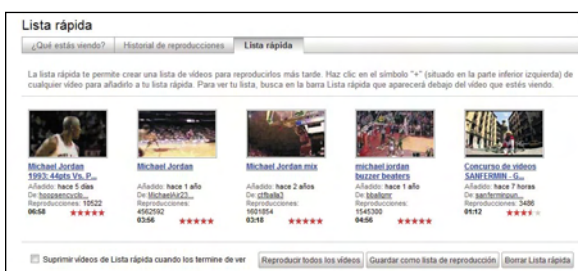 Lista rápida
¿Qué estás viendo? Historial de reproducciones Lista rápida
La lista rápida te permite crear una lista de vídeos para reproducirlos más tarde. Haz clic en el símbolo "+" (situado en la parte inferior izquierda) de
cualquier vídeo para añadirlo a tu lista rápida. Para ver tu lista, busca en la barra Lista rápida que aparecerá debajo del vídeo que estés viendo.
Michael Jordan
1993: 44pts Vs. P...
Añadido: hace 5 días
De: hoopsencyclo...
Reproducciones: 10522
06:58
Michael Jordan
Añadido: hace 1 año
De: MichaelAir23...
Reproducciones:
4562592
03:56
Michael Jordan mix
Añadido: hace 2 años
De: ctfballa3
Reproducciones:
1601854
03:18
michael jordan
buzzer beaters
Añadido: hace 1 año
De: bballqnr
Reproducciones:
1545300
04:56
Concurso de videos
SANFERMIN - G...
Añadido: hace 7 horas
De: sanferminpun...
Reproducciones: 3486
01:12
Suprimir vídeos de Lista rápida cuando los termine de ver Reproducir todos los vídeos Guardar como lista de reproducción Borrar Lista rápida